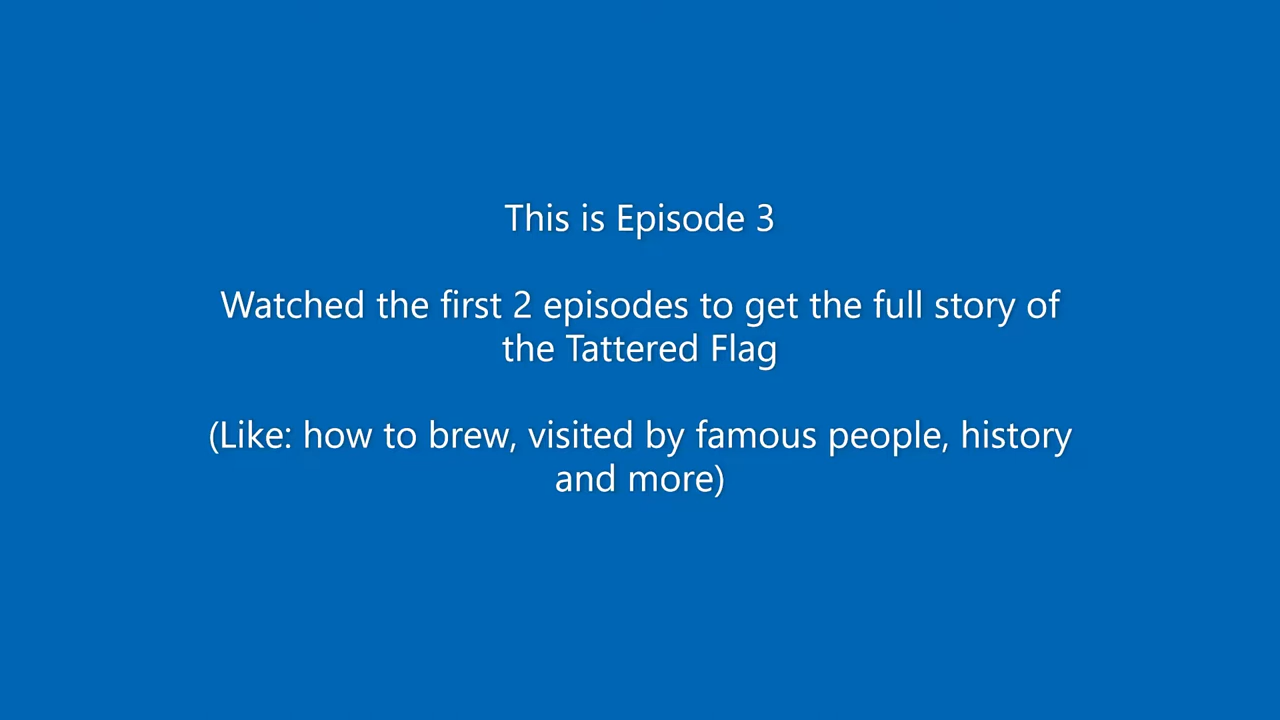 This is Episode 3
Watched the first 2 episodes to get the full story of
the Tattered Flag
(Like: how to brew, visited by famous people, history
and more)